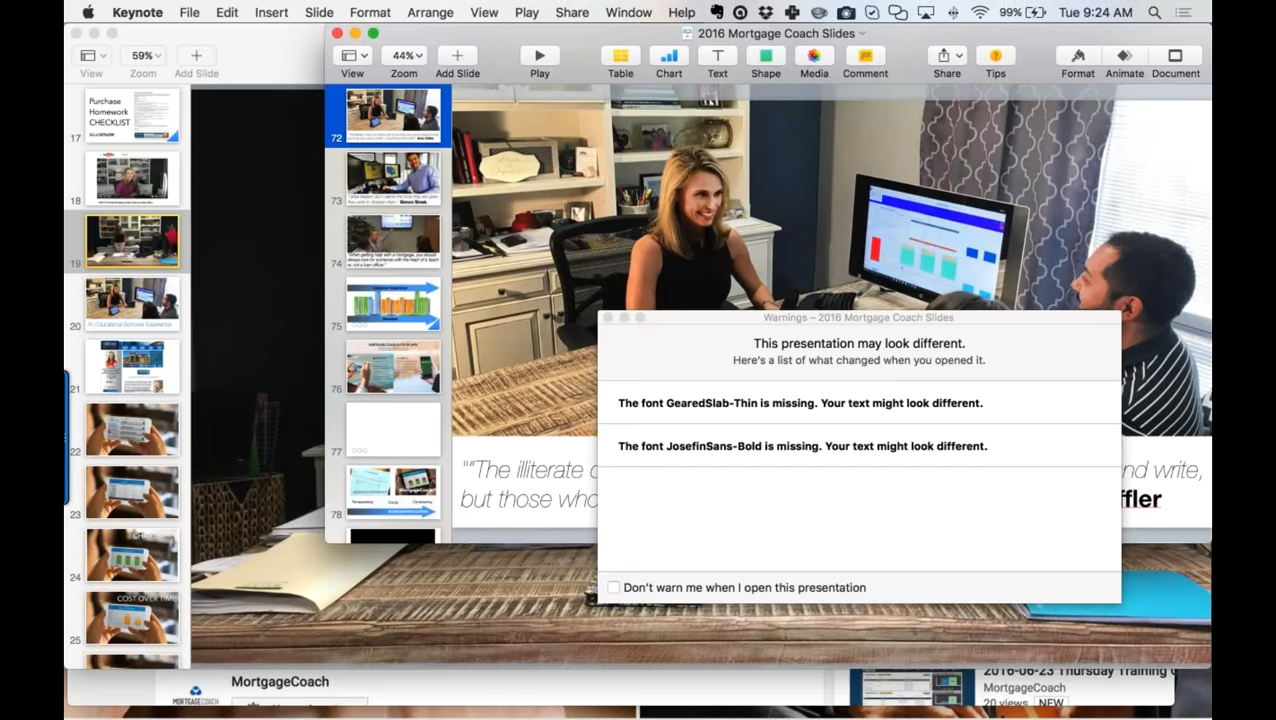 Keynote File Edit Insert Slide Format Arrange View Play Share Window Help 99% Tue 9:24 AM
2016 Mortgage Coach Slides
59%
View Zoom Add Slide
44%
View Zoom Add Slide Play Table Chart Text Shape Media Comment Share Tips Format Animate Document
Purchase
Homework
CHECKLIST
17
18
19
20
21
22
23
24
COST OVER TIME
25
72
73
Simon Sinek
74
75
76
77
78
Transparency Clarity Consistency
Warnings – 2016 Mortgage Coach Slides
This presentation may look different.
Here's a list of what changed when you opened it.
The font GearedSlab-Thin is missing. Your text might look different.
The font JosefinSans-Bold is missing. Your text might look different.
Don't warn me when I open this presentation
"“The illiterate nd write,
but those who ffler
MORTGAGECOACH
MortgageCoach
2016-06-23 Thursday Training
MortgageCoach
20 views NEW